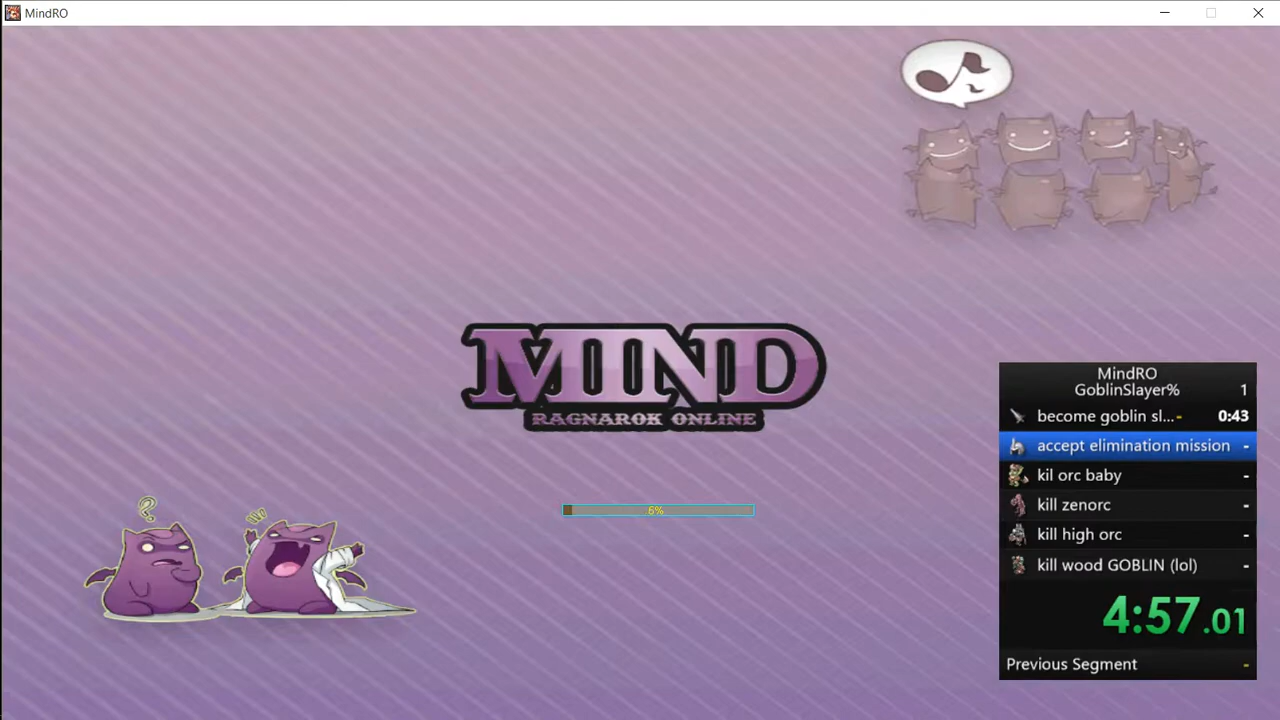 MindRO
MIND
RAGNAROK ONLINE
6%
MindRO
GoblinSlayer% 1
become goblin sl...- 0:43
accept elimination mission -
kil orc baby -
kill zenorc -
kill high orc -
kill wood GOBLIN (lol) -
4:57.01
Previous Segment -